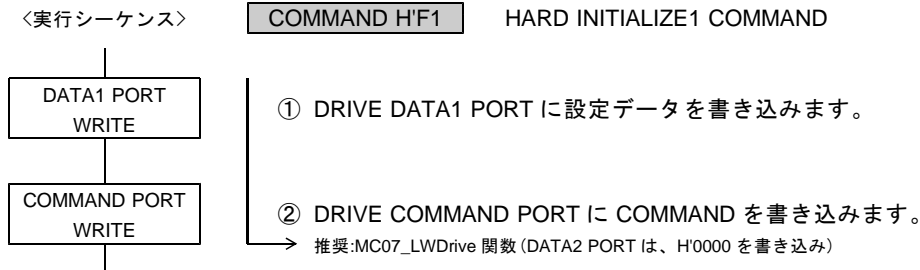 〈実行シーケンス〉 COMMAND H'F1 HARD INITIALIZE1 COMMAND
DATA1 PORT
WRITE
① DRIVE DATA1 PORT に設定データを書き込みます。
COMMAND PORT
WRITE
② DRIVE COMMAND PORT に COMMAND を書き込みます。
推奨:MC07_LWDrive 関数(DATA2 PORT は、H'0000 を書き込み)